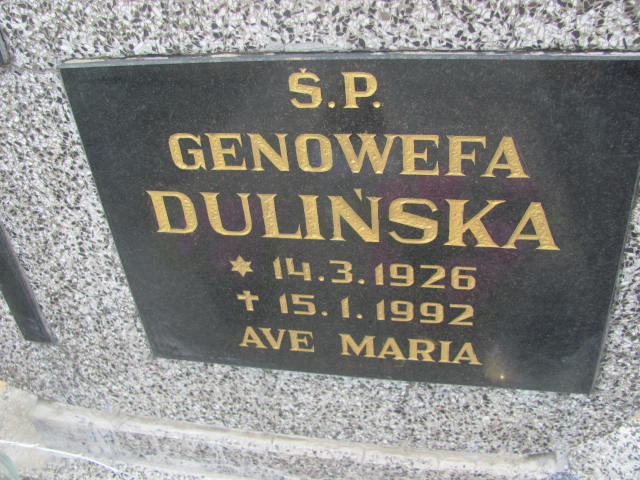 Ś.P.
GENOWEFA
DULIŃSKA
* 14.3.1926
✝ 15.1.1992
AVE MARIA